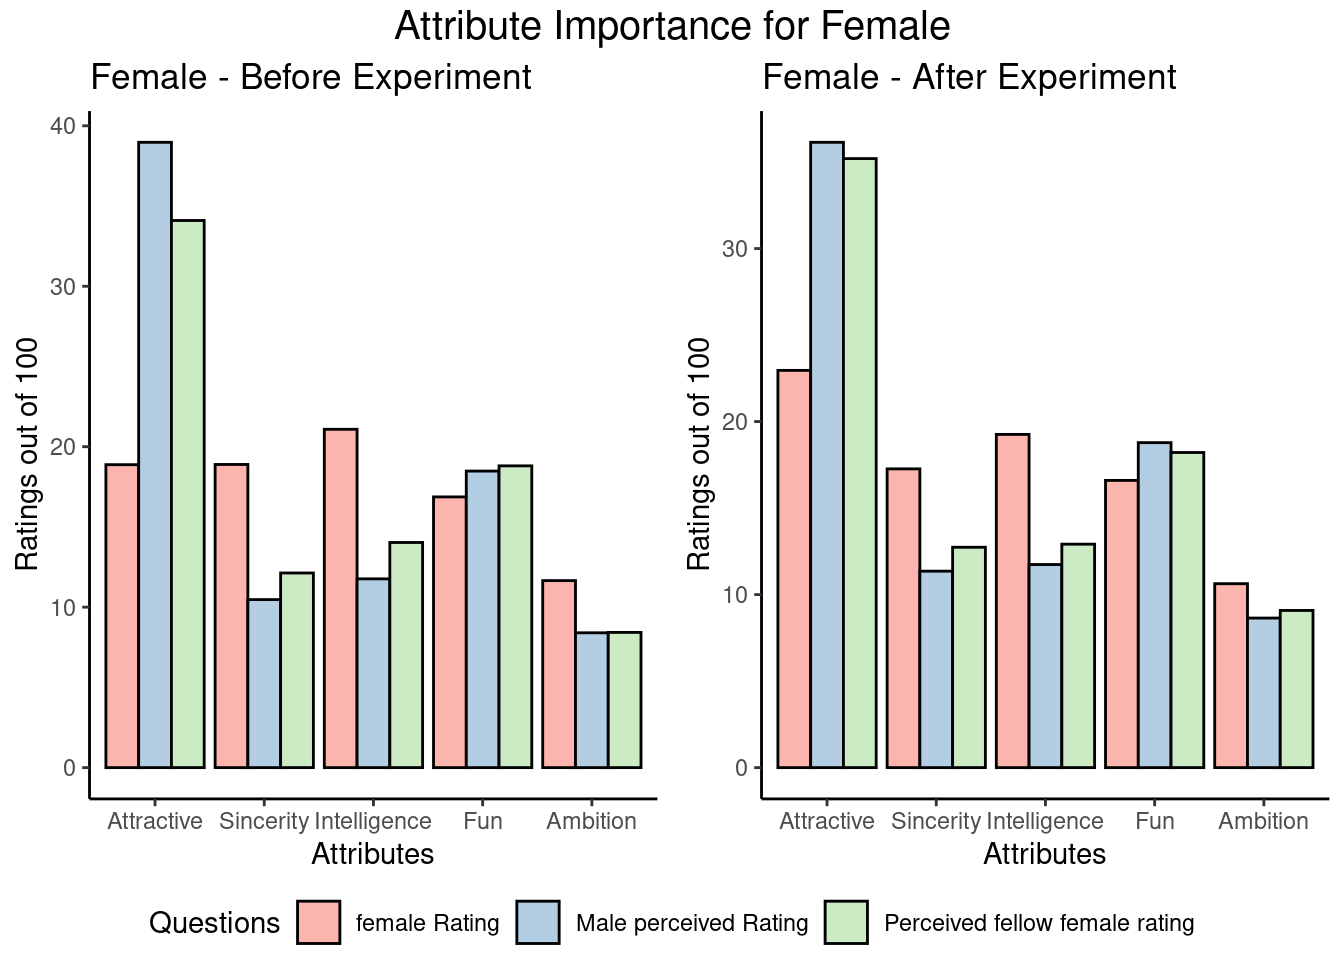 Attribute Importance for Female
Female - Before Experiment
40
30
20
10
0
Ratings out of 100
Attractive Sincerity Intelligence Fun Ambition
Attributes
Female - After Experiment
30
20
10
0
Ratings out of 100
Attractive Sincerity Intelligence Fun Ambition
Attributes
Questions female Rating Male perceived Rating Perceived fellow female rating